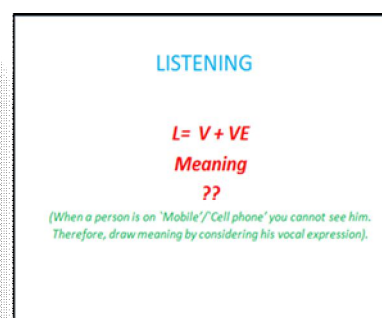 LISTENING
L= V + VE
Meaning
??
(When a person is on `Mobile'/`Cell phone' you cannot see him.
Therefore, draw meaning by considering his vocal expression).